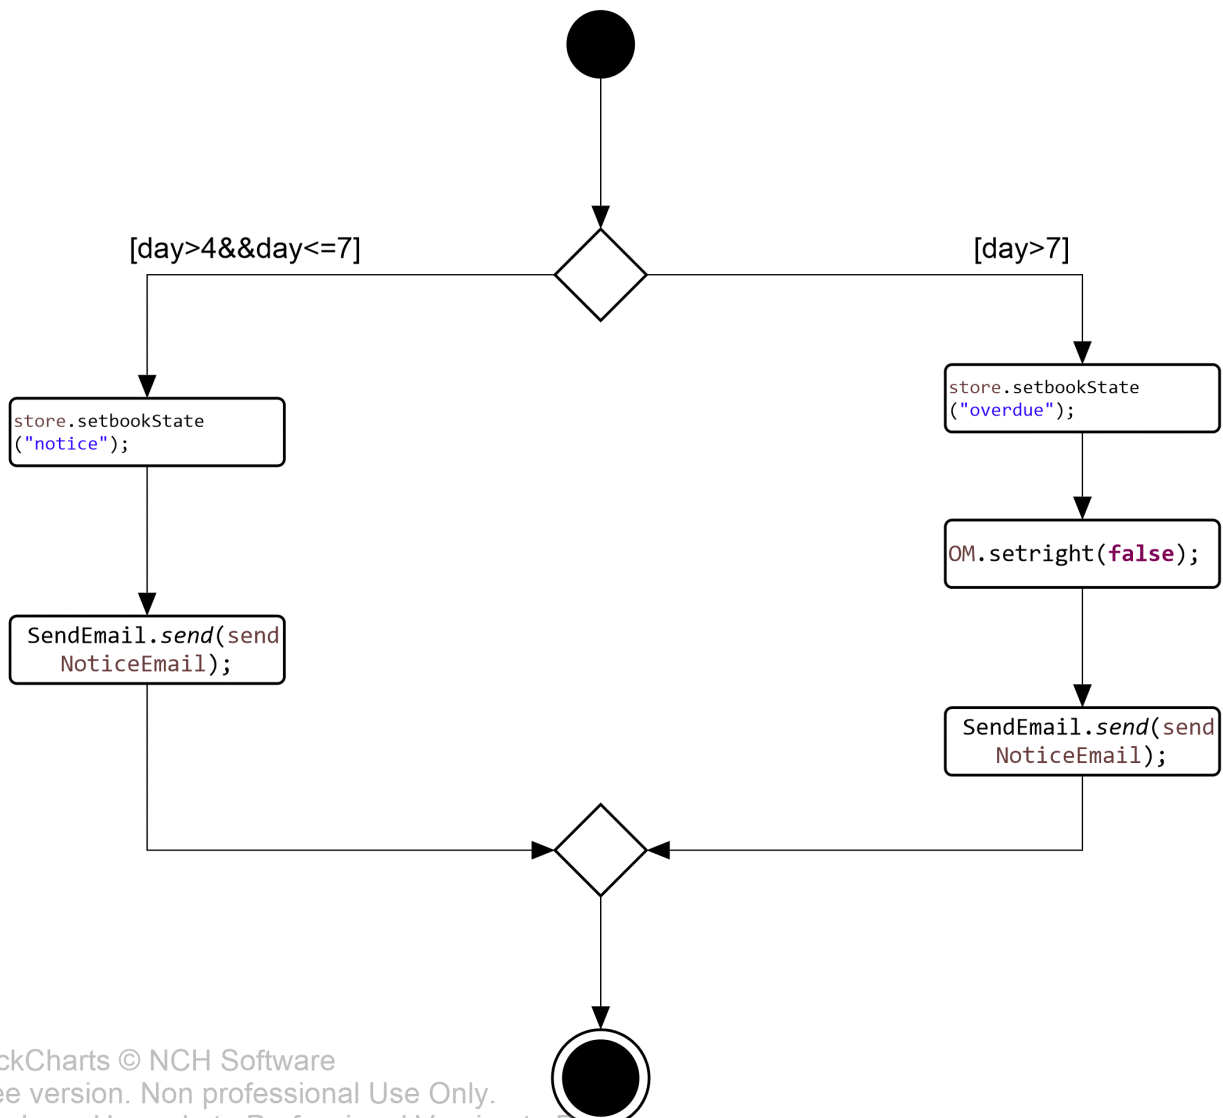 [day>4&&day<=7]
[day>7]
store.setbookState
("notice");
store.setbookState
("overdue");
OM.setright(false);
SendEmail.send(send
NoticeEmail);
SendEmail.send(send
NoticeEmail);
ckCharts © NCH Software
ee version. Non professional Use Only.